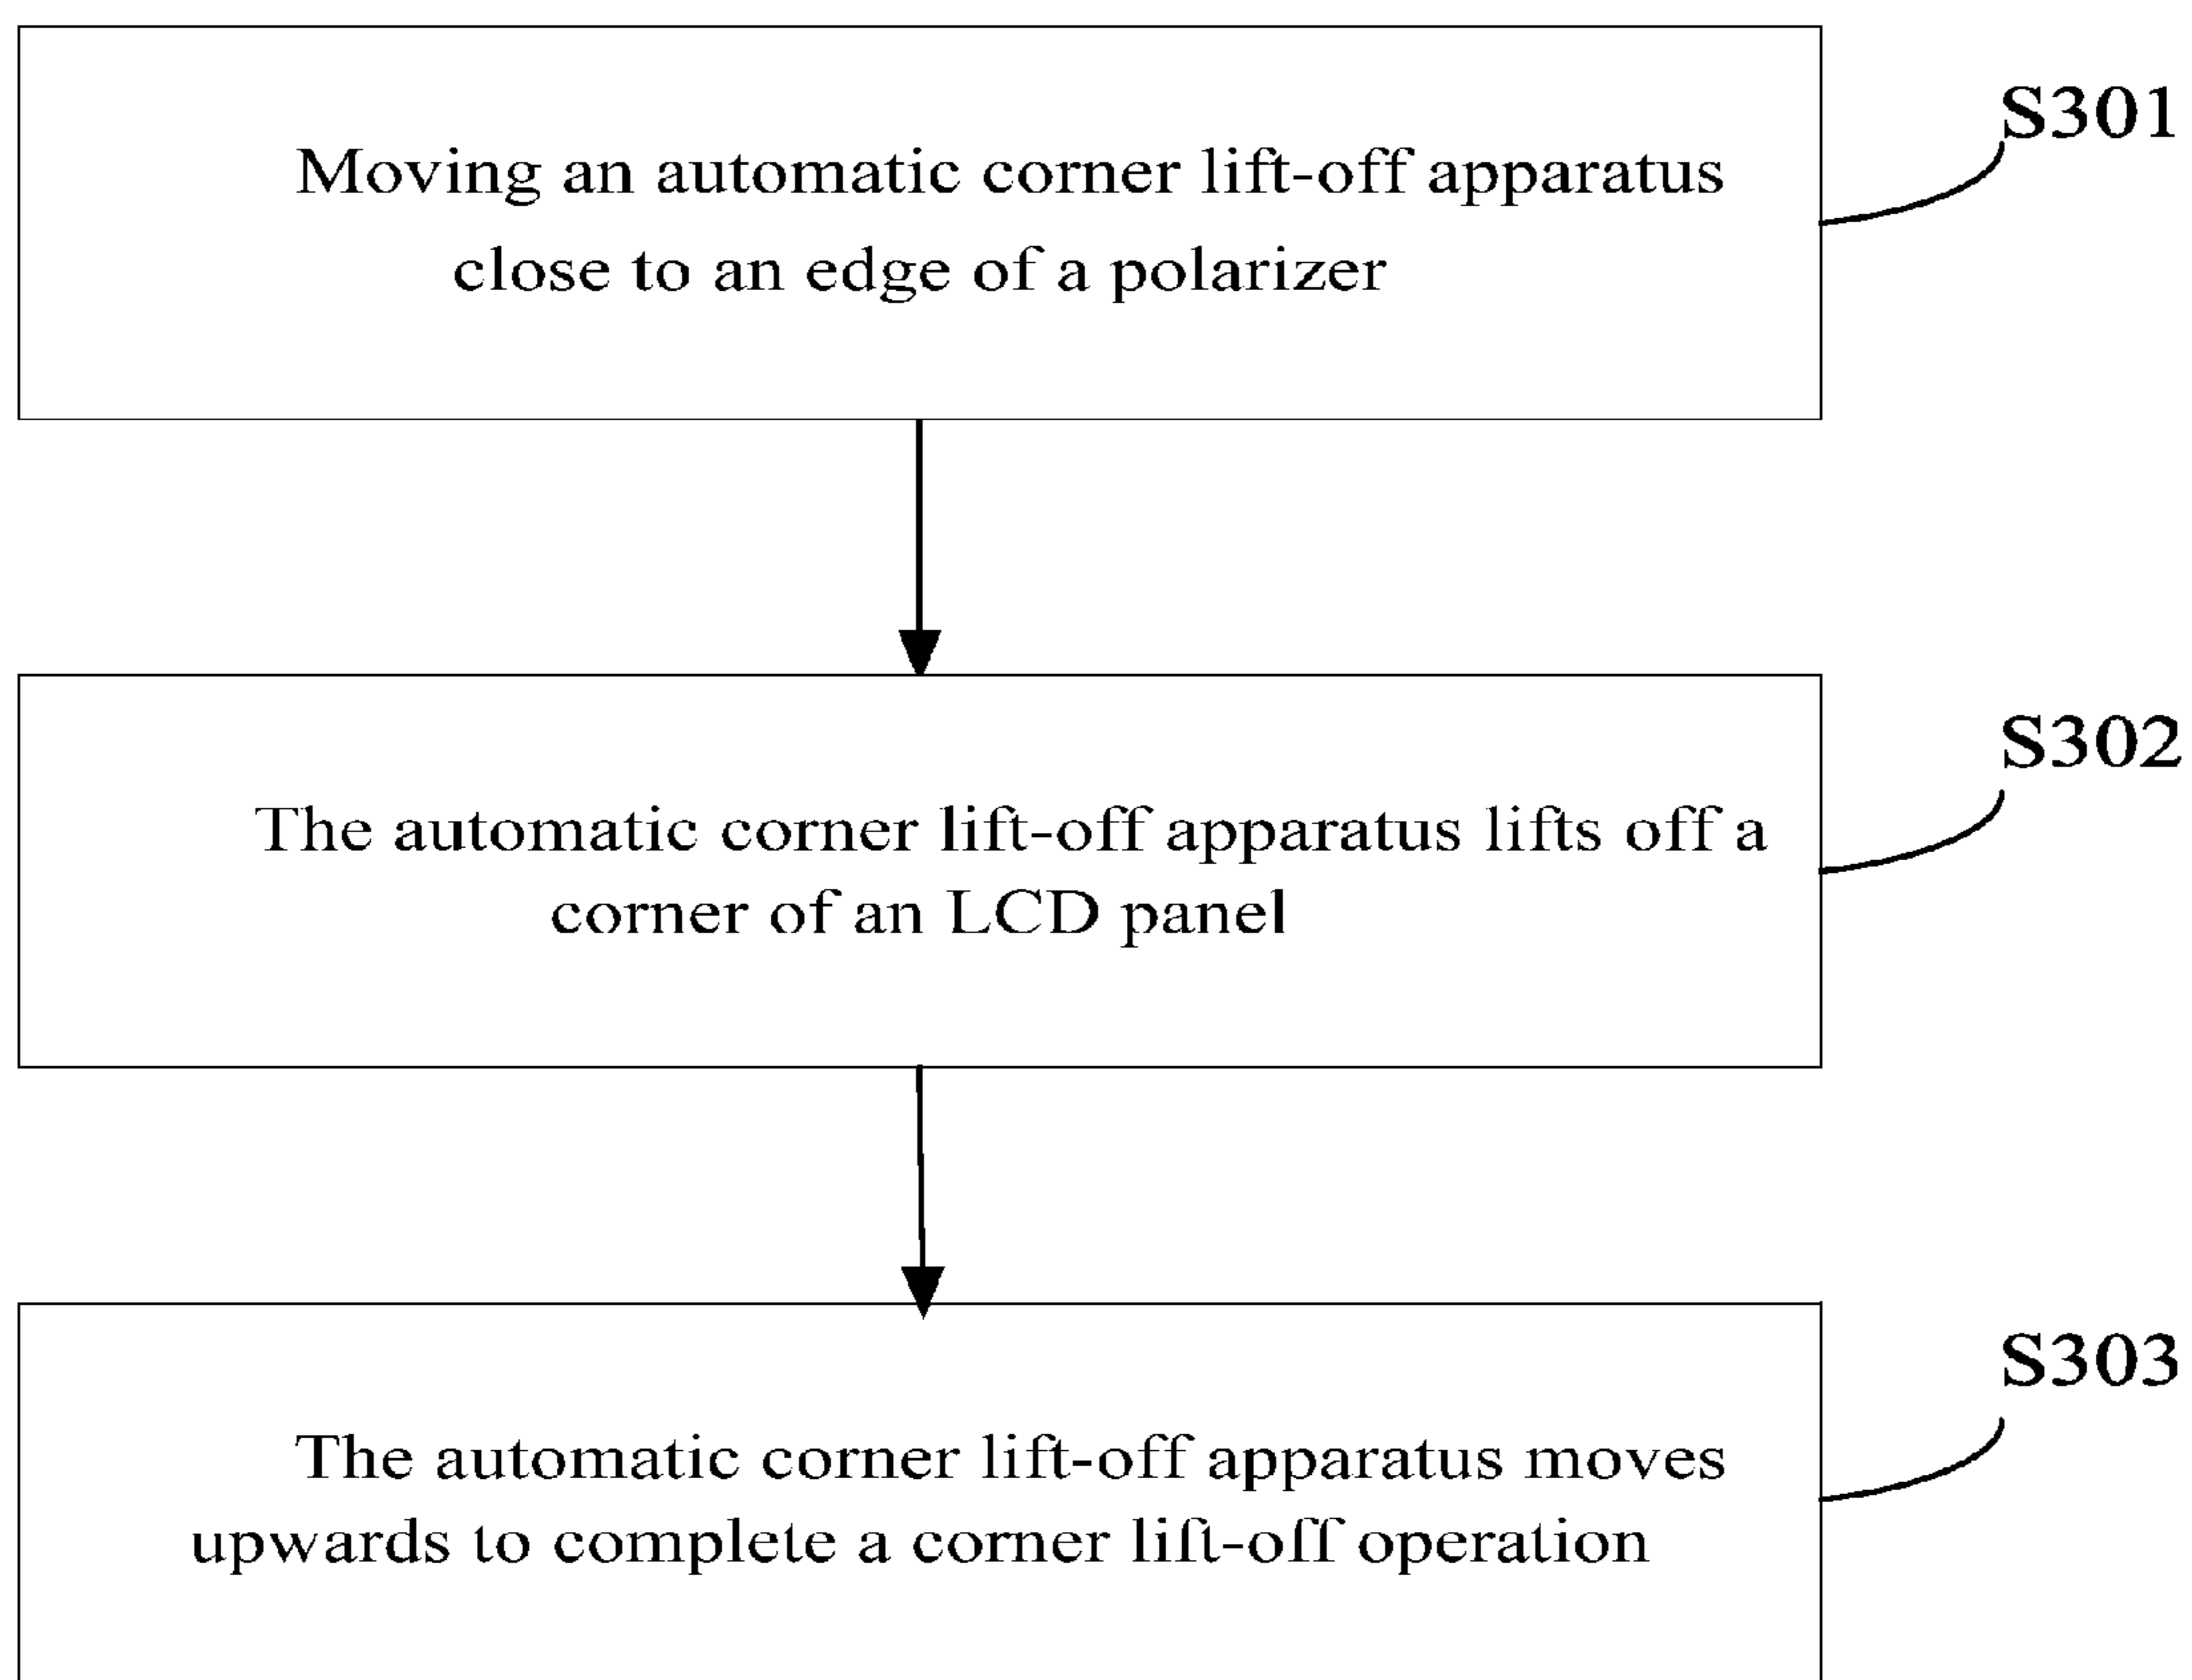 S301
Moving an automatic corner lift-off apparatus
close to an edge of a polarizer
S302
The automatic corner lift-off apparatus lifts off a
corner of an LCD panel
S303
The automatic corner lift-off apparatus moves
upwards to complete a corner lift-off operation